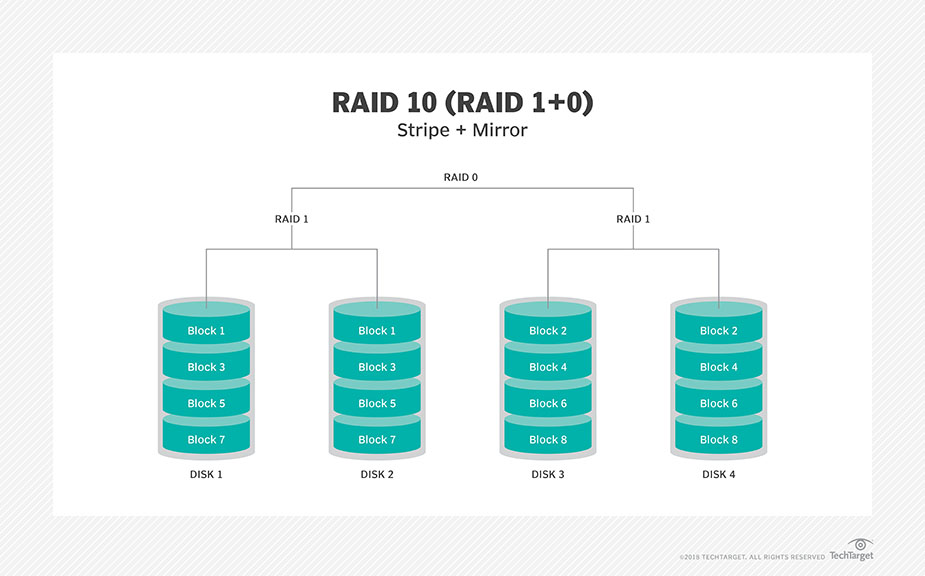 RAID 10 (RAID 1+0)
Stripe + Mirror
RAID 0
RAID 1 RAID 1
Block 1 Block 1 Block 2 Block 2
Block 3 Block 3 Block 4 Block 4
Block 5 Block 5 Block 6 Block 6
Block 7 Block 7 Block 8 Block 8
DISK 1 DISK 2 DISK 3 DISK 4
©2019 TECHTARGET. ALL RIGHTS RESERVED TechTarget